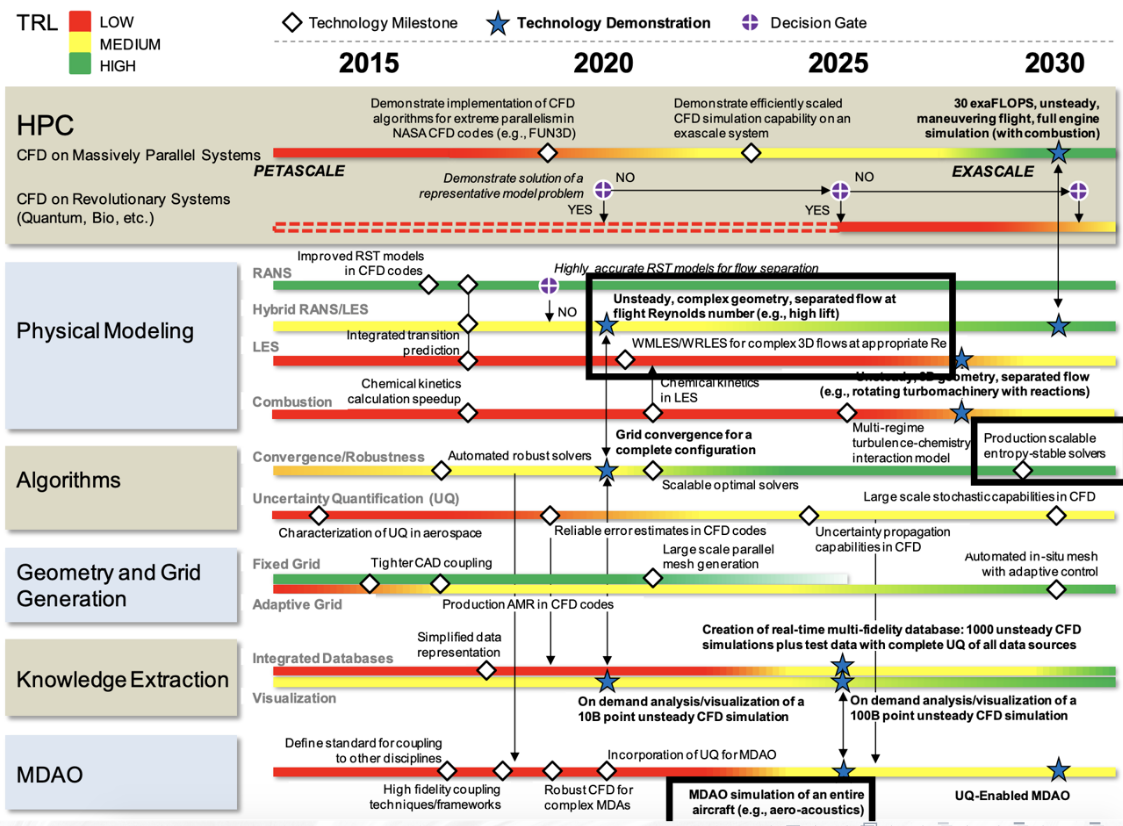 TRL
LOW
MEDIUM
HIGH
Technology Milestone
Technology Demonstration
Decision Gate
2015
2020
2025
2030
HPC
CFD on Massively Parallel Systems
CFD on Revolutionary Systems
(Quantum, Bio, etc.)
Demonstrate implementation of CFD
algorithms for extreme parallelism in
NASA CFD codes (e.g., FUN3D)
Demonstrate efficiently scaled
CFD simulation capability on an
exascale system
30 exaFLOPS, unsteady,
maneuvering flight, full engine
simulation (with combustion)
PETASCALE
Demonstrate solution of a
representative model problem
NO
YES
NO
YES
EXASCALE
Physical Modeling
RANS
Improved RST models
in CFD codes
Highly accurate RST models for flow separation
Hybrid RANS/LES
NO
Unsteady, complex geometry, separated flow at
flight Reynolds number (e.g., high lift)
Integrated transition
prediction
LES
WMLES/WRLES for complex 3D flows at appropriate Re
Chemical kinetics
calculation speedup
Chemical kinetics
in LES
Unsteady, 3D geometry, separated flow
(e.g., rotating turbomachinery with reactions)
Combustion
Multi-regime
turbulence-chemistry
interaction model
Algorithms
Convergence/Robustness
Automated robust solvers
Grid convergence for a
complete configuration
Scalable optimal solvers
Production scalable
entropy-stable solvers
Uncertainty Quantification (UQ)
Characterization of UQ in aerospace
Reliable error estimates in CFD codes
Uncertainty propagation
capabilities in CFD
Large scale stochastic capabilities in CFD
Geometry and Grid
Generation
Fixed Grid
Tighter CAD coupling
Large scale parallel
mesh generation
Automated in-situ mesh
with adaptive control
Adaptive Grid
Production AMR in CFD codes
Knowledge Extraction
Integrated Databases
Simplified data
representation
Creation of real-time multi-fidelity database: 1000 unsteady CFD
simulations plus test data with complete UQ of all data sources
Visualization
On demand analysis/visualization of a
10B point unsteady CFD simulation
On demand analysis/visualization of a
100B point unsteady CFD simulation
MDAO
Define standard for coupling
to other disciplines
High fidelity coupling
techniques/frameworks
Robust CFD for
complex MDAs
Incorporation of UQ for MDAO
MDAO simulation of an entire
aircraft (e.g., aero-acoustics)
UQ-Enabled MDAO